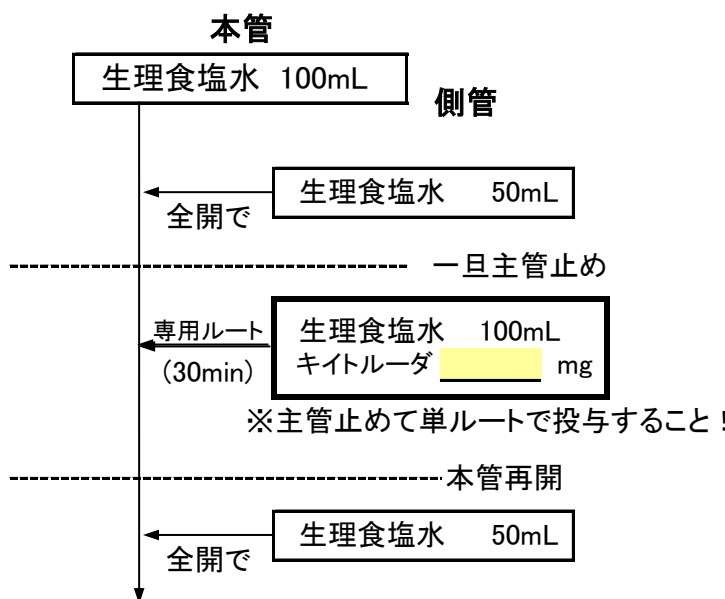 本管
生理食塩水 100mL
側管
生理食塩水 50mL
全開で
一旦主管止め
専用ルート
(30min)
生理食塩水 100mL
キイトルーダ mg
※主管止めて単ルートで投与すること!
本管再開
生理食塩水 50mL
全開で